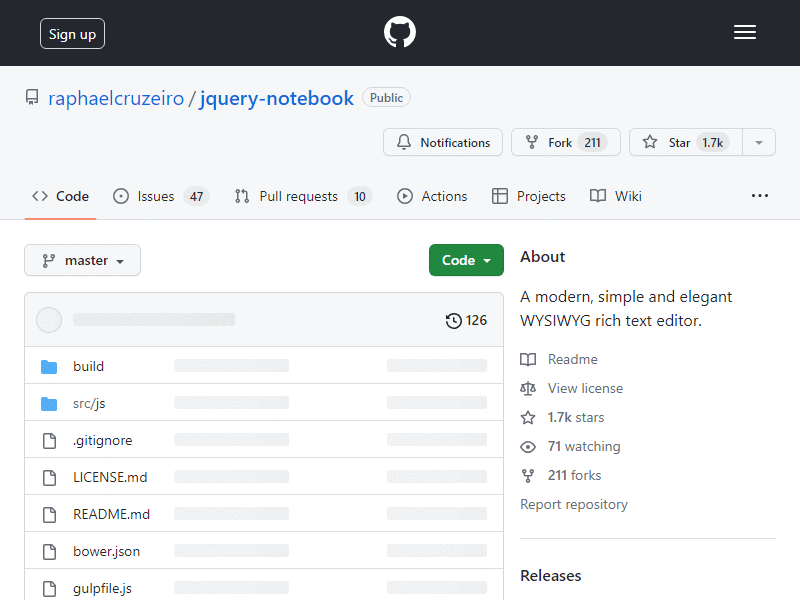 Sign up
raphaelcruzeiro / jquery-notebook Public
Notifications Fork 211 Star 1.7k
Code Issues 47 Pull requests 10 Actions Projects Wiki
master Code
126
build
src/js
.gitignore
LICENSE.md
README.md
bower.json
gulpfile.js
About
A modern, simple and elegant
WYSIWYG rich text editor.
Readme
View license
1.7k stars
71 watching
211 forks
Report repository
Releases